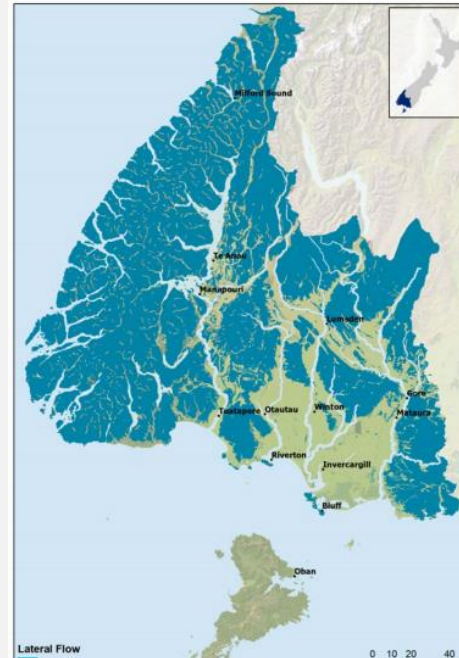 Milford Sound
Te Anau
Manapouri
Lumsden
Gore
Tuatapere Otautau Winton Mataura
Riverton
Invercargill
Bluff
Oban
Lateral Flow
0 10 20 40